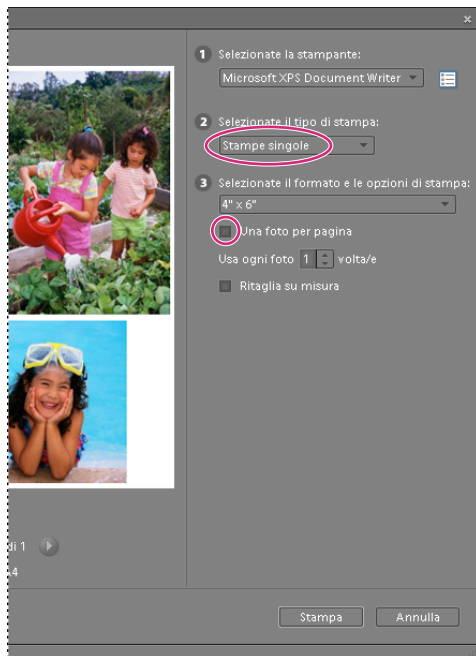 1 Selezionate la stampante:
Microsoft XPS Document Writer
2 Selezionate il tipo di stampa:
Stampe singole
3 Selezionate il formato e le opzioni di stampa:
4" x 6"
Una foto per pagina
Usa ogni foto 1 volta/e
Ritaglia su misura
di 1
4
Stampa Annulla